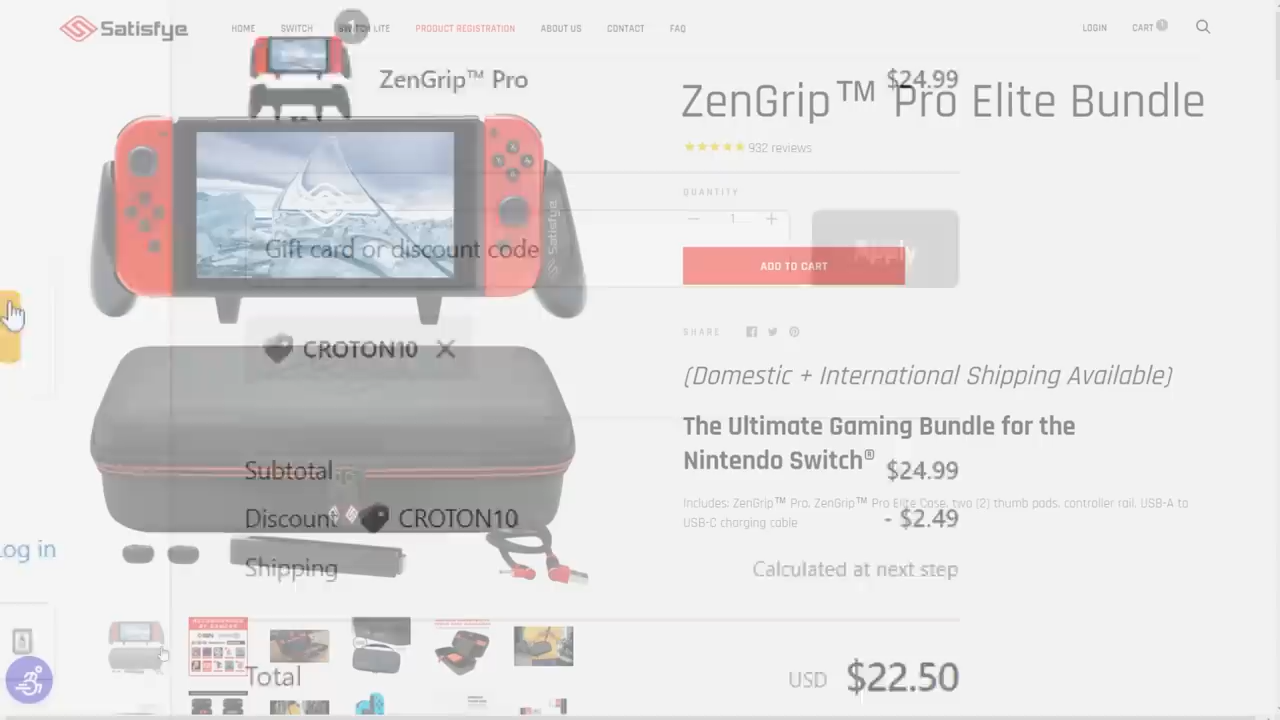 Satisfye
HOME
SWITCH
SWITCH LITE
PRODUCT REGISTRATION
ABOUT US
CONTACT
FAQ
LOGIN
CART 1
1
ZenGrip™ Pro
$24.99
ZenGrip™ Pro Elite Bundle
932 reviews
QUANTITY
1
Satisfye
Gift card or discount code
Apply
ADD TO CART
SHARE
CROTON10
(Domestic + International Shipping Available)
The Ultimate Gaming Bundle for the
Nintendo Switch®
Subtotal
$24.99
Includes: ZenGrip™ Pro, ZenGrip™ Pro Elite Case, two (2) thumb pads, controller rail, USB-A to
USB-C charging cable
Discount
CROTON10
- $2.49
Log in
Shipping
Calculated at next step
Total
USD
$22.50